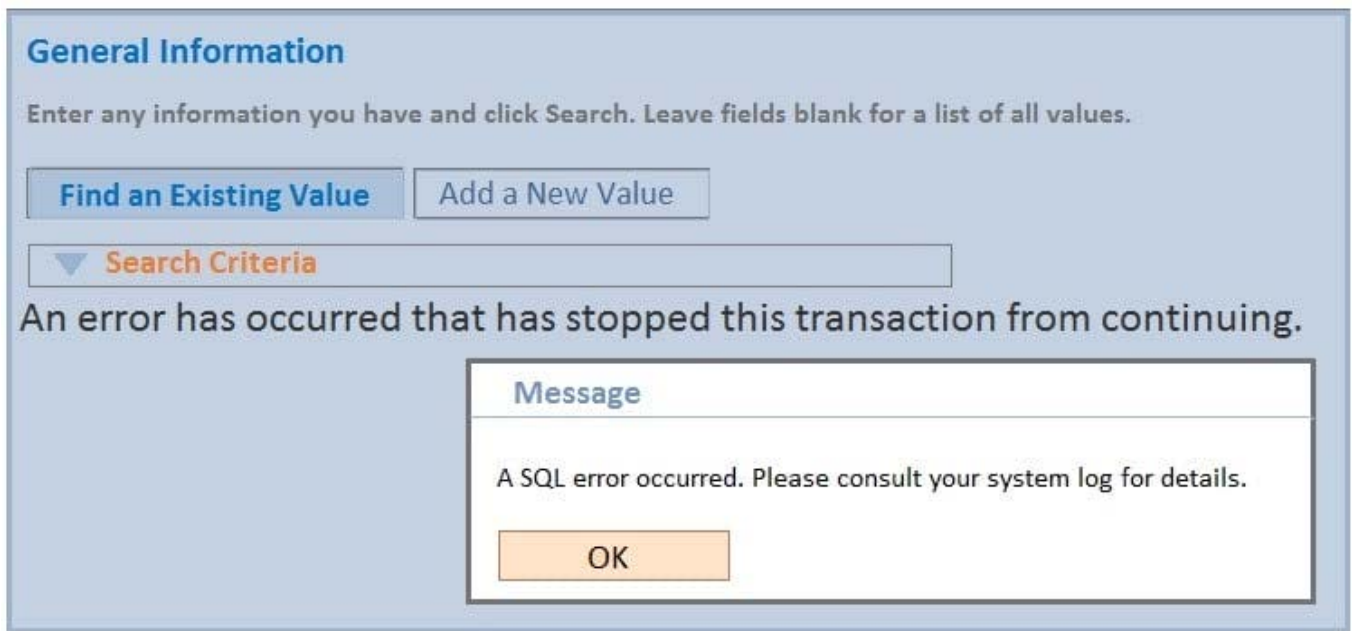 General Information
Enter any information you have and click Search. Leave fields blank for a list of all values.
Find an Existing Value
Add a New Value
Search Criteria
An error has occurred that has stopped this transaction from continuing.
Message
A SQL error occurred. Please consult your system log for details.
OK